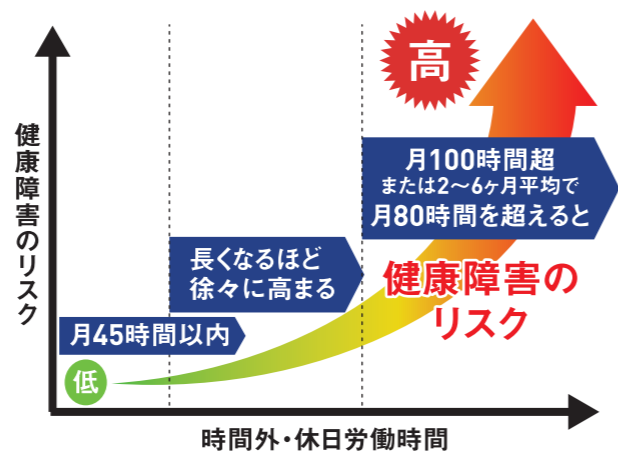 高
月100時間超
または2〜6ヶ月平均で
月80時間を超えると
健康障害の
リスク
長くなるほど
徐々に高まる
月45時間以内
低
健康障害のリスク
時間外・休日労働時間